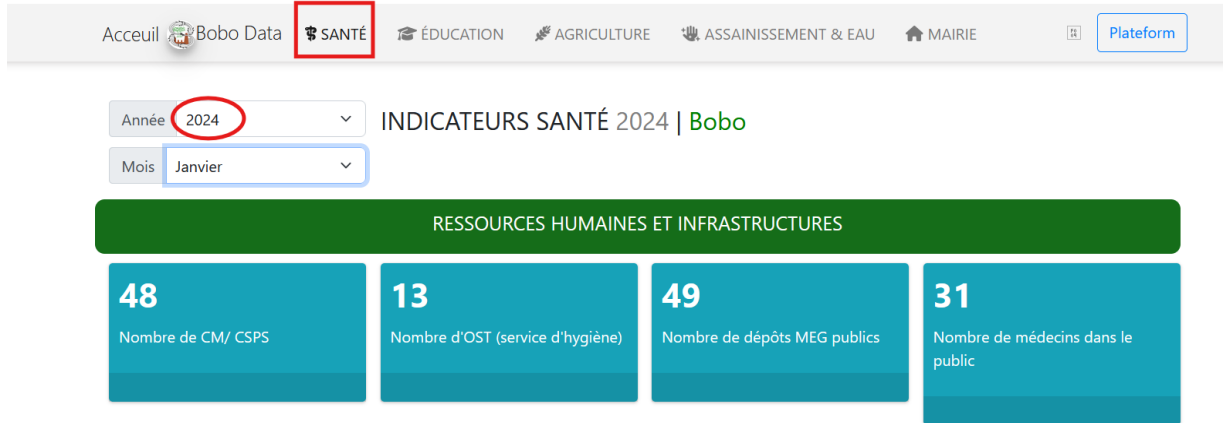 Acceuil Bobo Data SANTÉ ÉDUCATION AGRICULTURE ASSAINISSEMENT & EAU MAIRIE Plateform
Année 2024
INDICATEURS SANTÉ 2024 | Bobo
Mois Janvier
RESSOURCES HUMAINES ET INFRASTRUCTURES
48
Nombre de CM/ CSPS
13
Nombre d'OST (service d'hygiène)
49
Nombre de dépôts MEG publics
31
Nombre de médecins dans le
public